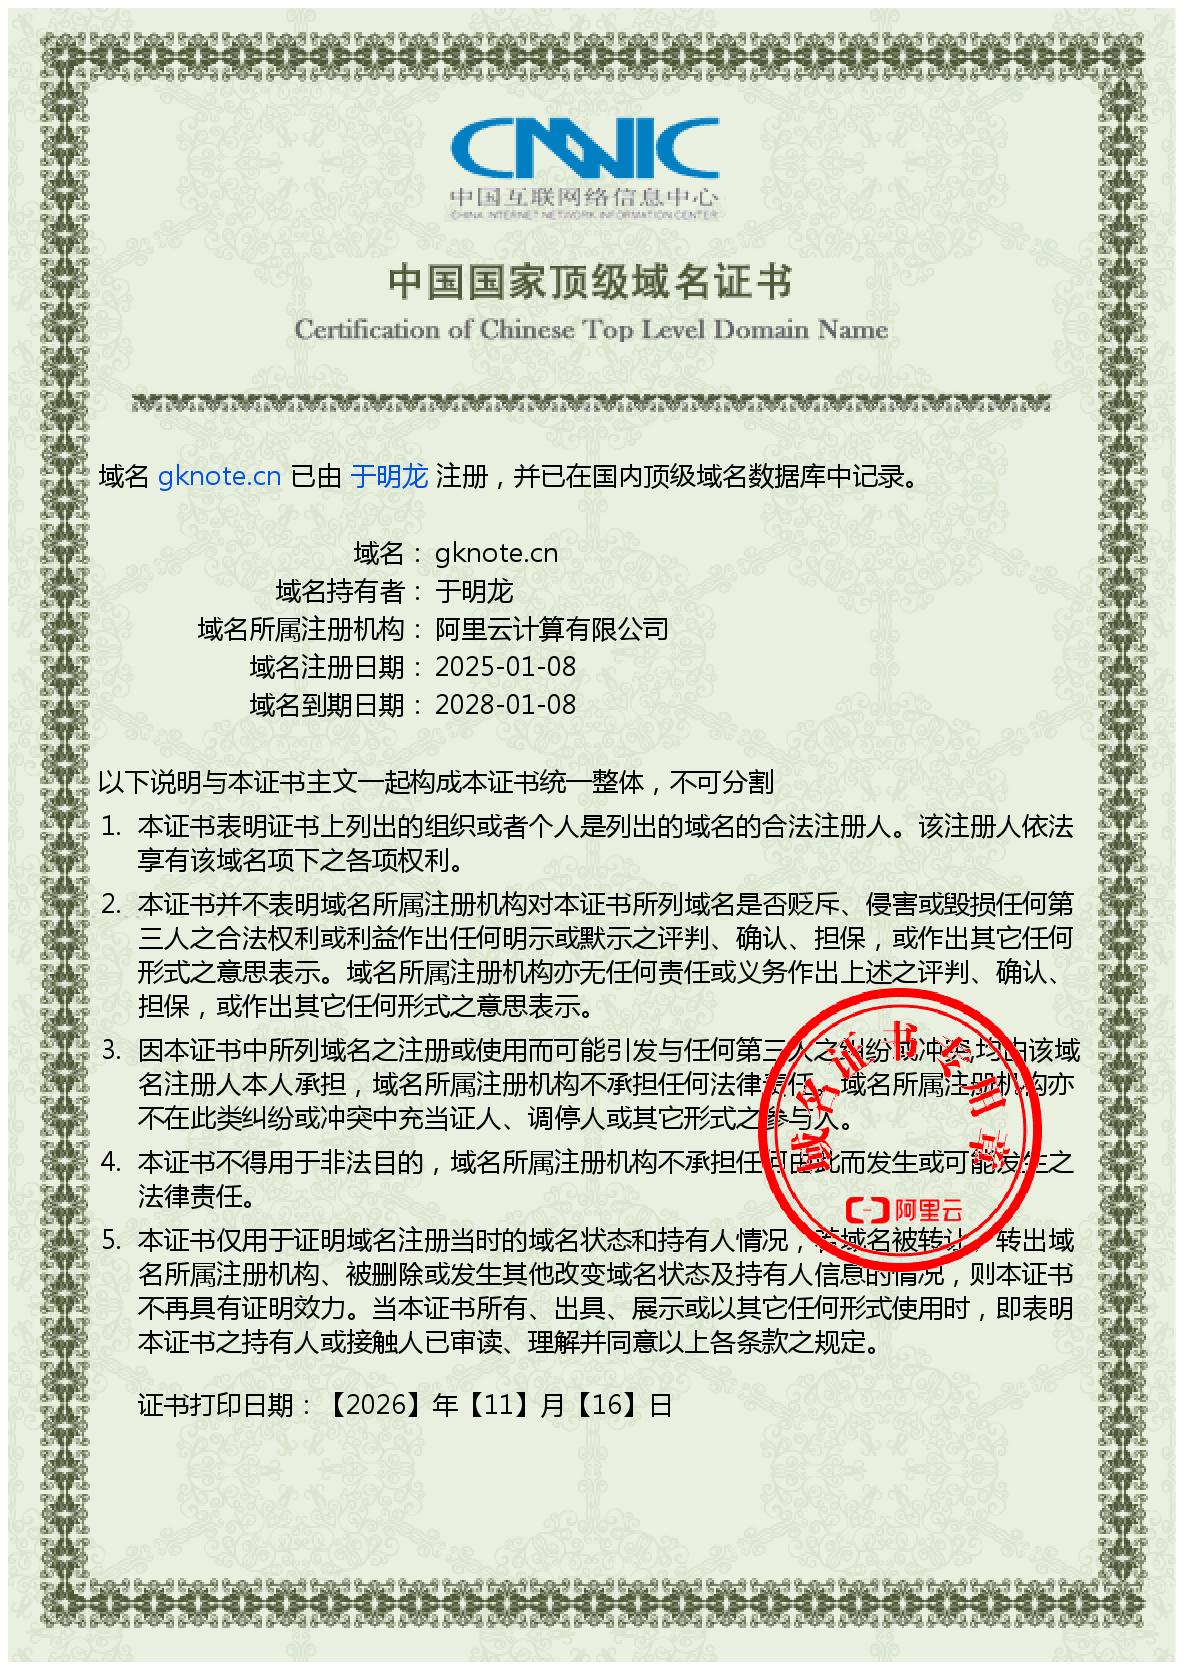 CNNIC
中国互联网络信息中心
CHINA INTERNET NETWORK INFORMATION CENTER
中国国家顶级域名证书
Certification of Chinese Top Level Domain Name
域名 gknote.cn 已由 于明龙 注册，并已在国内顶级域名数据库中记录。
域名： gknote.cn
域名持有者： 于明龙
域名所属注册机构： 阿里云计算有限公司
域名注册日期： 2025-01-08
域名到期日期： 2028-01-08
以下说明与本证书主文一起构成本证书统一整体，不可分割
1. 本证书表明证书上列出的组织或者个人是列出的域名的合法注册人。该注册人依法
享有该域名项下之各项权利。
2. 本证书并不表明域名所属注册机构对本证书所列域名是否贬斥、侵害或毁损任何第
三人之合法权利或利益作出任何明示或默示之评判、确认、担保，或作出其它任何
形式之意思表示。域名所属注册机构亦无任何责任或义务作出上述之评判、确认、
担保，或作出其它任何形式之意思表示。
3. 因本证书中所列域名之注册或使用而可能引发与任何第三人之纠纷或冲突均由该域
名注册人本人承担，域名所属注册机构不承担任何法律责任。域名所属注册机构亦
不在此类纠纷或冲突中充当证人、调停人或其它形式之参与人。
4. 本证书不得用于非法目的，域名所属注册机构不承担任何由此而发生或可能发生之
法律责任。
5. 本证书仅用于证明域名注册当时的域名状态和持有人情况，若域名被转让、转出域
名所属注册机构、被删除或发生其他改变域名状态及持有人信息的情况，则本证书
不再具有证明效力。当本证书所有、出具、展示或以其它任何形式使用时，即表明
本证书之持有人或接触人已审读、理解并同意以上各条款之规定。
域名证书专用章
阿里云
证书打印日期：【2026】年【11】月【16】日